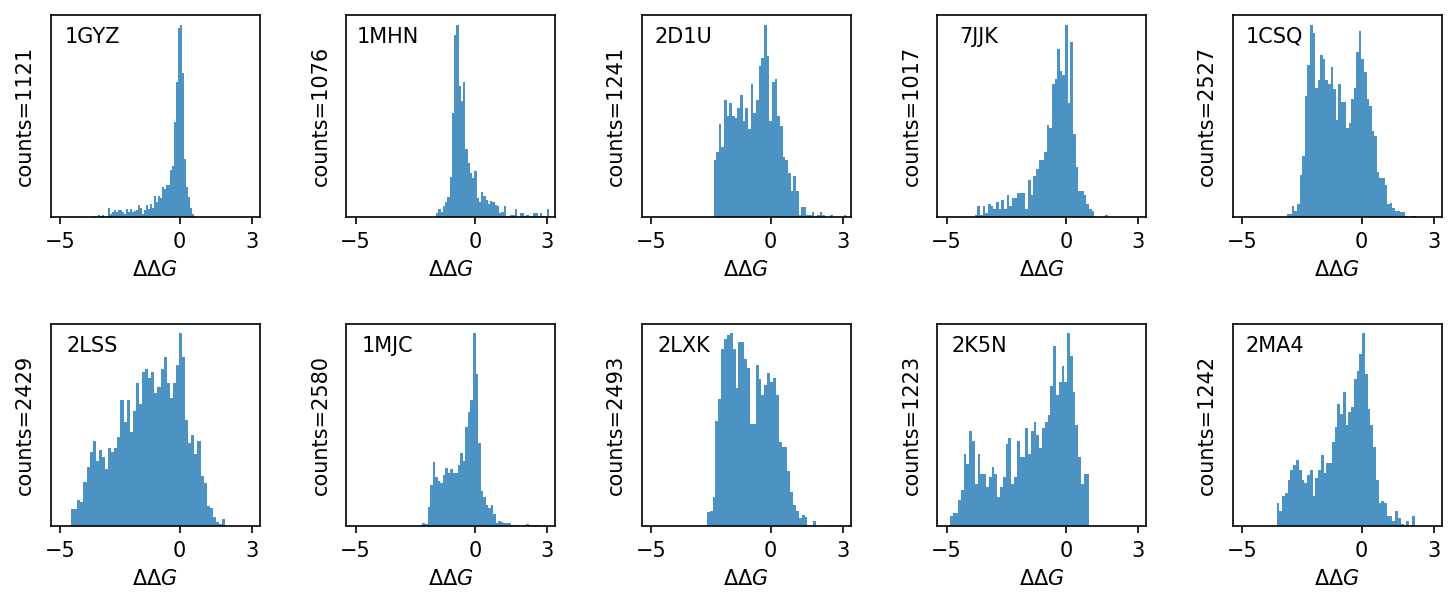 1GYZ
counts=1121
−5 0 3
ΔΔG
1MHN
counts=1076
−5 0 3
ΔΔG
2D1U
counts=1241
−5 0 3
ΔΔG
7JJK
counts=1017
−5 0 3
ΔΔG
1CSQ
counts=2527
−5 0 3
ΔΔG
2LSS
counts=2429
−5 0 3
ΔΔG
1MJC
counts=2580
−5 0 3
ΔΔG
2LXK
counts=2493
−5 0 3
ΔΔG
2K5N
counts=1223
−5 0 3
ΔΔG
2MA4
counts=1242
−5 0 3
ΔΔG